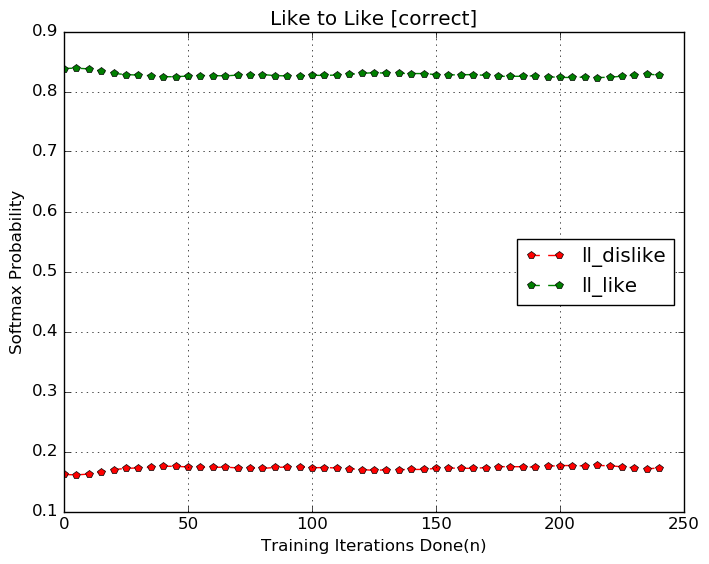 Like to Like [correct]
0.9
0.8
0.7
0.6
0.5
0.4
0.3
0.2
0.1
Softmax Probability
ll_dislike
ll_like
0 50 100 150 200 250
Training Iterations Done(n)